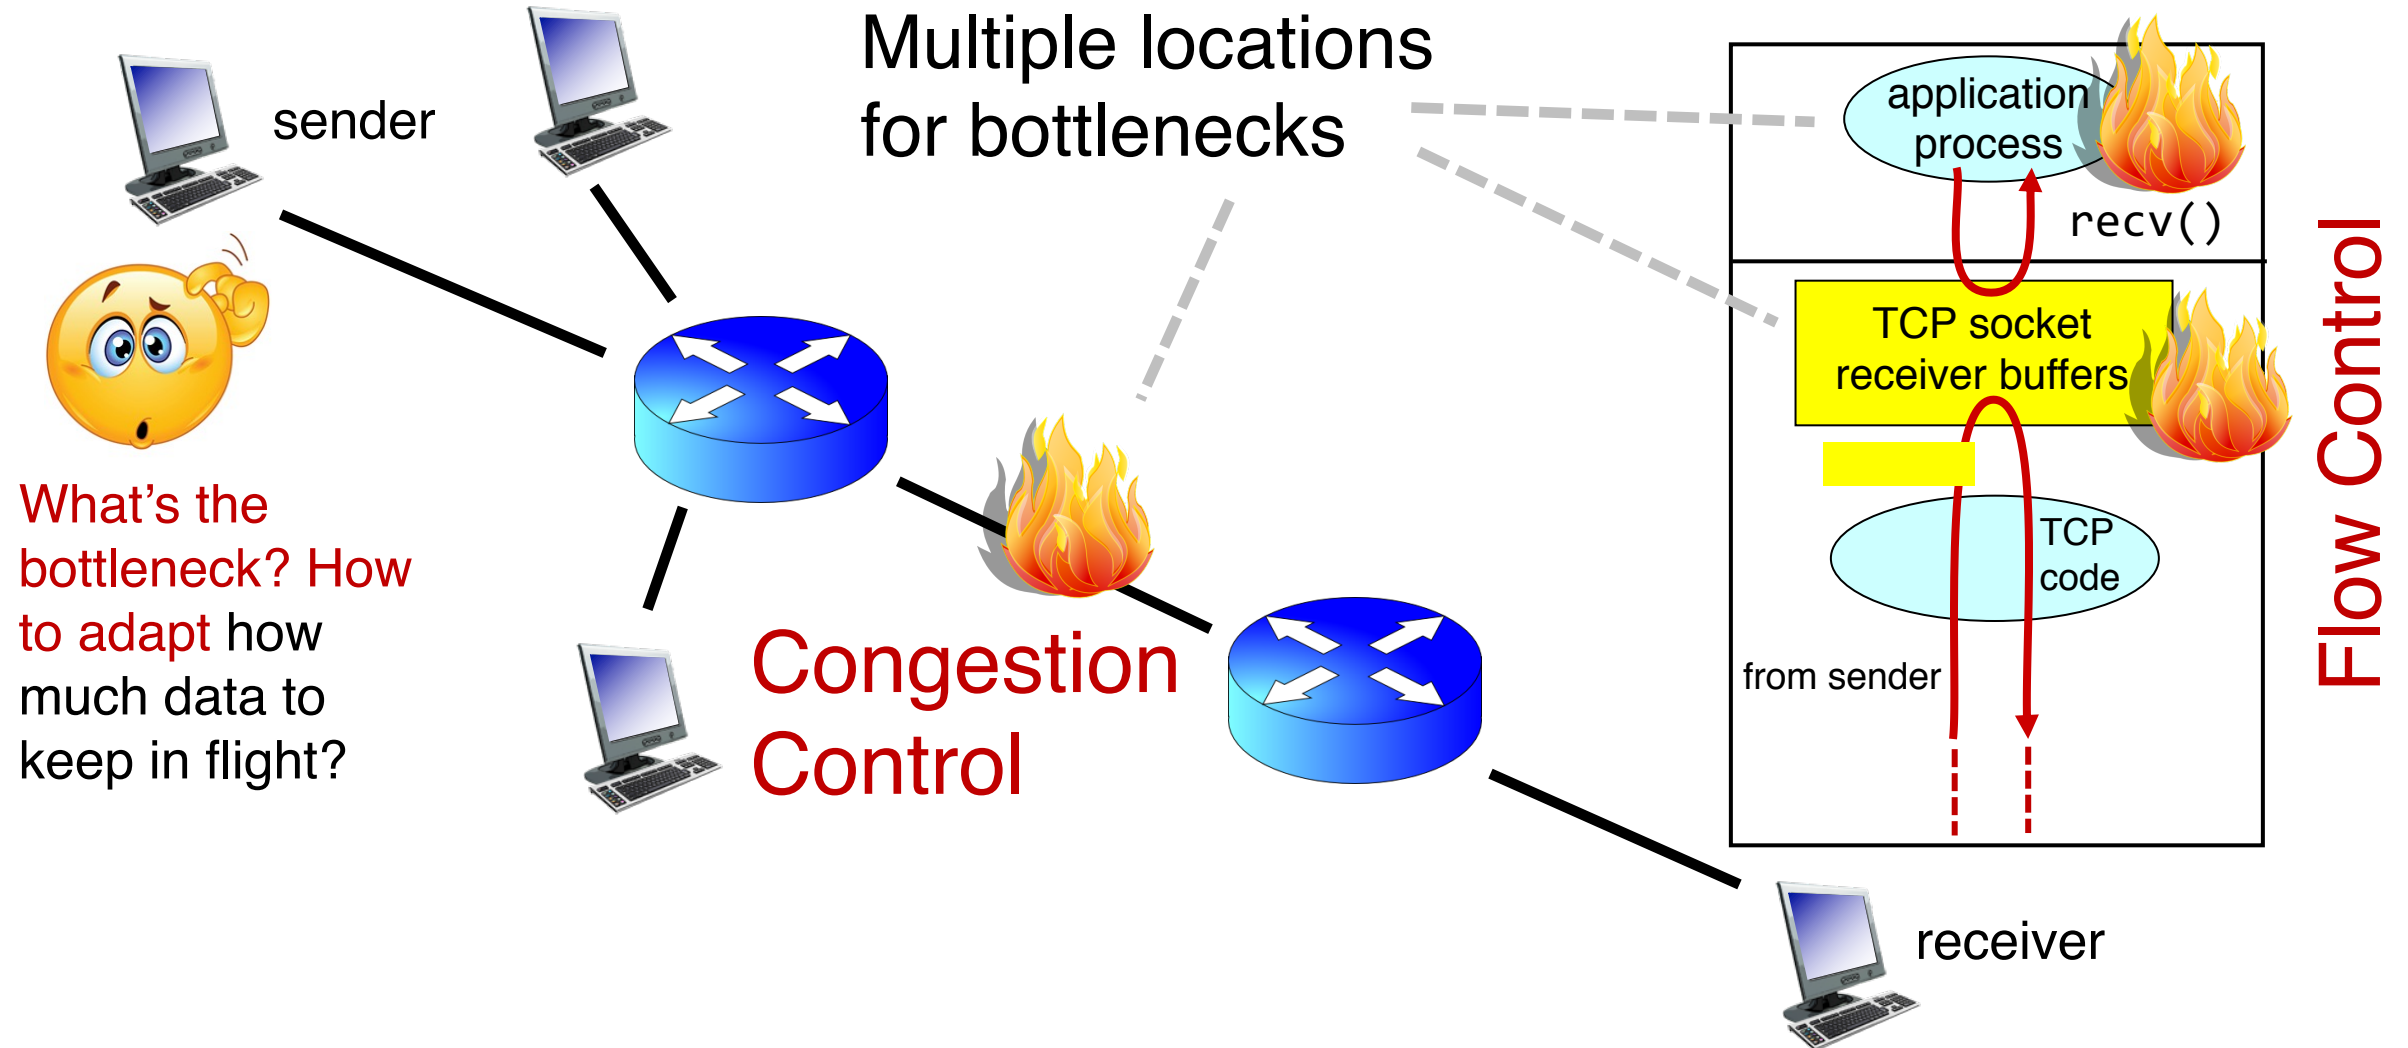 Multiple locations
for bottlenecks
sender
What’s the
bottleneck? How
to adapt how
much data to
keep in flight?
Congestion
Control
application
process
recv()
TCP socket
receiver buffers
TCP
code
from sender
Flow Control
receiver